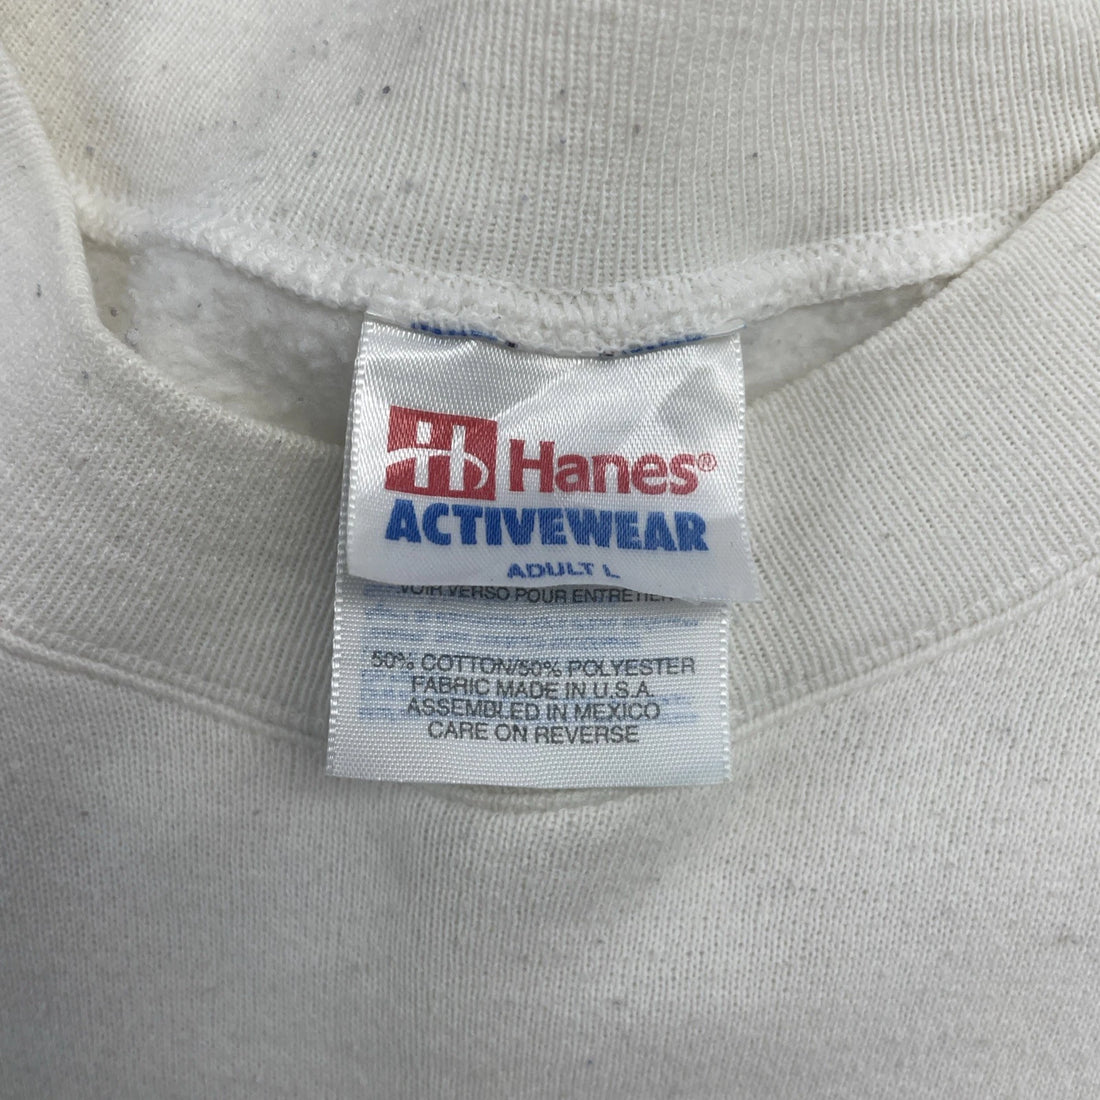 Hanes®
ACTIVEWEAR
ADULT L
VOIR VERSO POUR ENTRETIEN
50% COTTON/50% POLYESTER
FABRIC MADE IN U.S.A.
ASSEMBLED IN MEXICO
CARE ON REVERSE